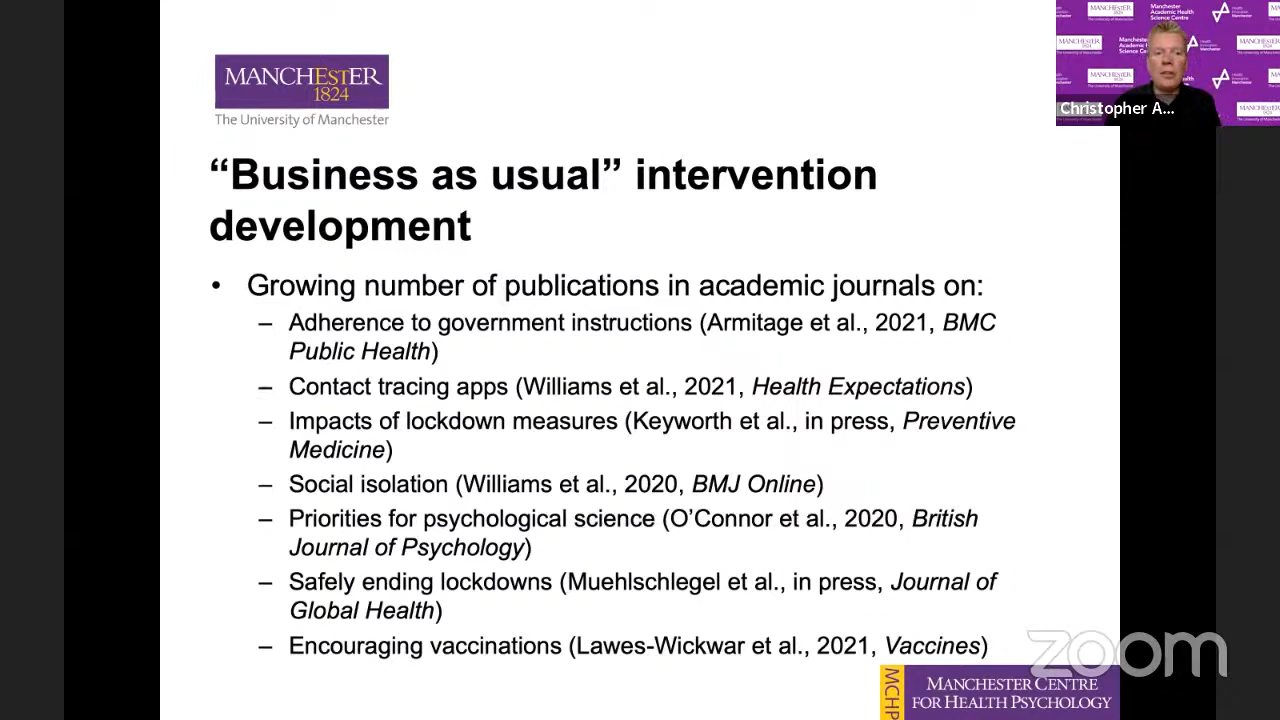 MANCHESTER
1824
The University of Manchester
“Business as usual” intervention
development
• Growing number of publications in academic journals on:
– Adherence to government instructions (Armitage et al., 2021, BMC
Public Health)
– Contact tracing apps (Williams et al., 2021, Health Expectations)
– Impacts of lockdown measures (Keyworth et al., in press, Preventive
Medicine)
– Social isolation (Williams et al., 2020, BMJ Online)
– Priorities for psychological science (O’Connor et al., 2020, British
Journal of Psychology)
– Safely ending lockdowns (Muehlschlegel et al., in press, Journal of
Global Health)
– Encouraging vaccinations (Lawes-Wickwar et al., 2021, Vaccines)
MCHP
MANCHESTER CENTRE
FOR HEALTH PSYCHOLOGY
zoom
Manchester
Academic Health
Science Centre
Christopher A...